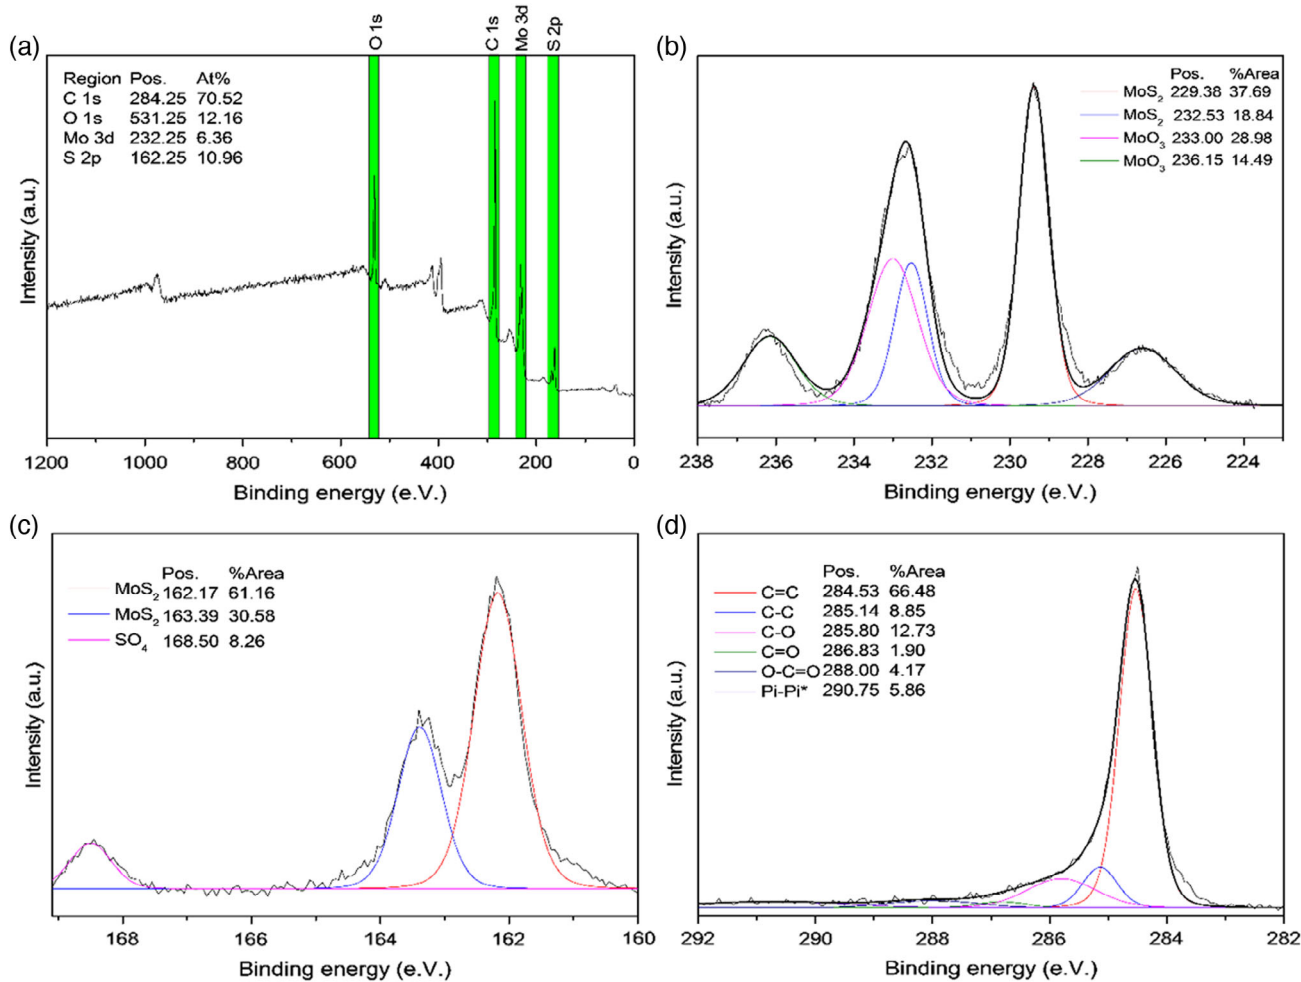 (a)
O 1s
C 1s
Mo 3d
S 2p
Region Pos. At%
C 1s 284.25 70.52
O 1s 531.25 12.16
Mo 3d 232.25 6.36
S 2p 162.25 10.96
Intensity (a.u.)
1200 1000 800 600 400 200 0
Binding energy (e.V.)
(b)
Pos. %Area
MoS2 229.38 37.69
MoS2 232.53 18.84
MoO3 233.00 28.98
MoO3 236.15 14.49
Intensity (a.u.)
238 236 234 232 230 228 226 224
Binding energy (e.V.)
(c)
Pos. %Area
MoS2 162.17 61.16
MoS2 163.39 30.58
SO4 168.50 8.26
Intensity (a.u.)
168 166 164 162 160
Binding energy (e.V.)
(d)
Pos. %Area
C=C 284.53 66.48
C-C 285.14 8.85
C-O 285.80 12.73
C=O 286.83 1.90
O-C=O 288.00 4.17
Pi-Pi* 290.75 5.86
Intensity (a.u.)
292 290 288 286 284 282
Binding energy (e.V.)